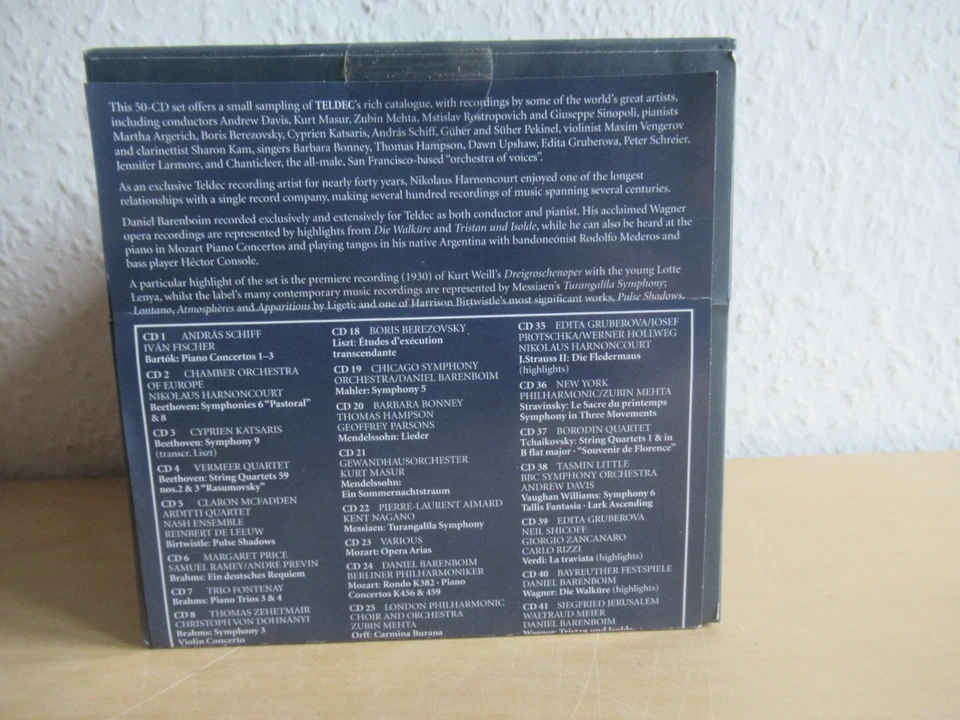 This 50-CD set offers a small sampling of TELDEC's rich catalogue, with recordings by some of the world's great artists,
including conductors Andrew Davis, Kurt Masur, Zubin Mehta, Mstislav Rostropovich and Giuseppe Sinopoli, pianists
Martha Argerich, Boris Berezovsky, Cyprien Katsaris, András Schiff, Güher and Süher Pekinel, violinist Maxim Vengerov
and clarinettist Sharon Kam, singers Barbara Bonney, Thomas Hampson, Dawn Upshaw, Edita Gruberova, Peter Schreier,
Jennifer Larmore, and Chanticleer, the all-male, San Francisco-based "orchestra of voices".
As an exclusive Teldec recording artist for nearly forty years, Nikolaus Harnoncourt enjoyed one of the longest
relationships with a single record company, making several hundred recordings of music spanning several centuries.
Daniel Barenboim recorded exclusively and extensively for Teldec as both conductor and pianist. His acclaimed Wagner
opera recordings are represented by highlights from Die Walküre and Tristan und Isolde, while he can also be heard at the
piano in Mozart Piano Concertos and playing tangos in his native Argentina with bandoneónist Rodolfo Mederos and
bass player Héctor Console.
A particular highlight of the set is the premiere recording (1930) of Kurt Weill's Dreigroschenoper with the young Lotte
Lenya, whilst the label's many contemporary music recordings are represented by Messiaen's Turangalîla Symphony;
Lontano, Atmosphères and Apparitions by Ligeti; and one of Harrison Birtwistle's most significant works, Pulse Shadows.
CD 1 ANDRÁS SCHIFF
IVÁN FISCHER
Bartók: Piano Concertos 1–3
CD 2 CHAMBER ORCHESTRA
OF EUROPE
NIKOLAUS HARNONCOURT
Beethoven: Symphonies 6 "Pastoral"
& 8
CD 3 CYPRIEN KATSARIS
Beethoven: Symphony 9
(transcr. Liszt)
CD 4 VERMEER QUARTET
Beethoven: String Quartets 59
nos.2 & 3 "Rasumovsky"
CD 5 CLARON MCFADDEN
ARDITTI QUARTET
NASH ENSEMBLE
REINBERT DE LEEUW
Birtwistle: Pulse Shadows
CD 6 MARGARET PRICE
SAMUEL RAMEY/ANDRÉ PREVIN
Brahms: Ein deutsches Requiem
CD 7 TRIO FONTENAY
Brahms: Piano Trios 3 & 4
CD 8 THOMAS ZEHETMAIR
CHRISTOPH VON DOHNÁNYI
Brahms: Symphony 3
Violin Concerto
CD 18 BORIS BEREZOVSKY
Liszt: Études d'exécution
transcendante
CD 19 CHICAGO SYMPHONY
ORCHESTRA/DANIEL BARENBOIM
Mahler: Symphony 5
CD 20 BARBARA BONNEY
THOMAS HAMPSON
GEOFFREY PARSONS
Mendelssohn: Lieder
CD 21
GEWANDHAUSORCHESTER
KURT MASUR
Mendelssohn:
Ein Sommernachtstraum
CD 22 PIERRE-LAURENT AIMARD
KENT NAGANO
Messiaen: Turangalîla Symphony
CD 23 VARIOUS
Mozart: Opera Arias
CD 24 DANIEL BARENBOIM
BERLINER PHILHARMONIKER
Mozart: Rondo K382 · Piano
Concertos K456 & 459
CD 25 LONDON PHILHARMONIC
CHOIR AND ORCHESTRA
ZUBIN MEHTA
Orff: Carmina Burana
CD 35 EDITA GRUBEROVA/JOSEF
PROTSCHKA/WERNER HOLLWEG
NIKOLAUS HARNONCOURT
J.Strauss II: Die Fledermaus
(highlights)
CD 36 NEW YORK
PHILHARMONIC/ZUBIN MEHTA
Stravinsky: Le Sacre du printemps
Symphony in Three Movements
CD 37 BORODIN QUARTET
Tchaikovsky: String Quartets 1 & in
B flat major · "Souvenir de Florence"
CD 38 TASMIN LITTLE
BBC SYMPHONY ORCHESTRA
ANDREW DAVIS
Vaughan Williams: Symphony 6
Tallis Fantasia · Lark Ascending
CD 39 EDITA GRUBEROVA
NEIL SHICOFF
GIORGIO ZANCANARO
CARLO RIZZI
Verdi: La traviata (highlights)
CD 40 BAYREUTHER FESTSPIELE
DANIEL BARENBOIM
Wagner: Die Walküre (highlights)
CD 41 SIEGFRIED JERUSALEM
WALTRAUD MEIER
DANIEL BARENBOIM
Wagner: Tristan und Isolde